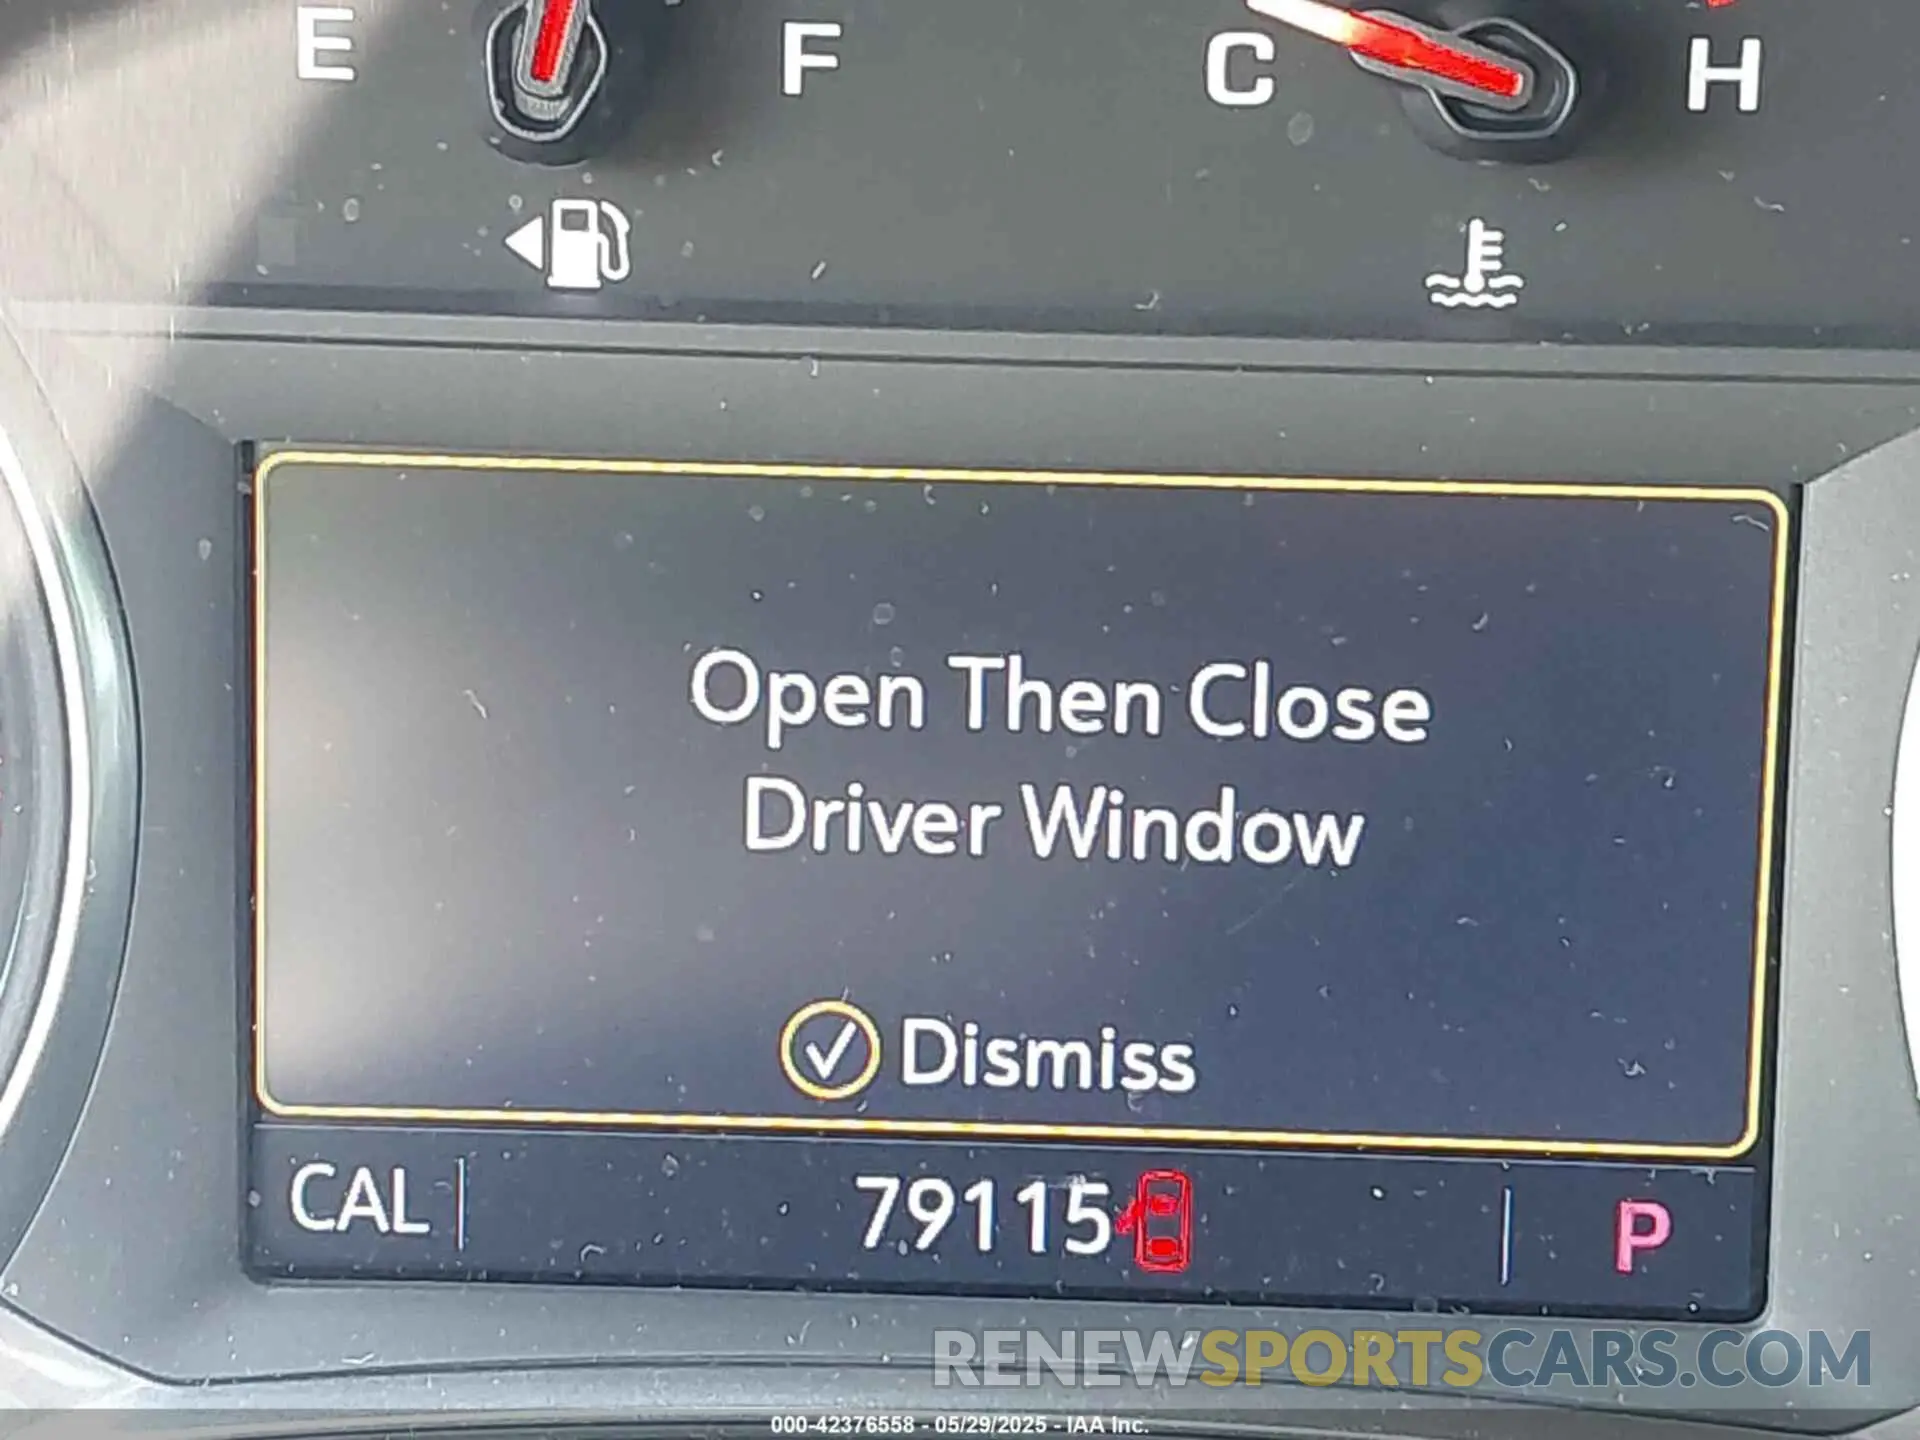 E F C H
Open Then Close
Driver Window
Dismiss
CAL 79115 P
RENEWSPORTSCARS.COM
000-42376558 - 05/29/2025 - IAA Inc.